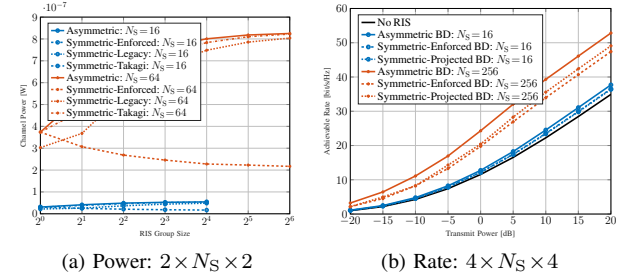 ·10⁻⁷
Asymmetric: N_S = 16
Symmetric-Enforced: N_S = 16
Symmetric-Legacy: N_S = 16
Symmetric-Takagi: N_S = 16
Asymmetric: N_S = 64
Symmetric-Enforced: N_S = 64
Symmetric-Legacy: N_S = 64
Symmetric-Takagi: N_S = 64
Channel Power [W]
9
8
7
6
5
4
3
2
1
0
2⁰ 2¹ 2² 2³ 2⁴ 2⁵ 2⁶
RIS Group Size
(a) Power: 2 × N_S × 2
No RIS
Asymmetric BD: N_S = 16
Symmetric-Enforced BD: N_S = 16
Symmetric-Projected BD: N_S = 16
Asymmetric BD: N_S = 256
Symmetric-Enforced BD: N_S = 256
Symmetric-Projected BD: N_S = 256
Achievable Rate [bit/s/Hz]
60
50
40
30
20
10
0
−20 −15 −10 −5 0 5 10 15 20
Transmit Power [dB]
(b) Rate: 4 × N_S × 4